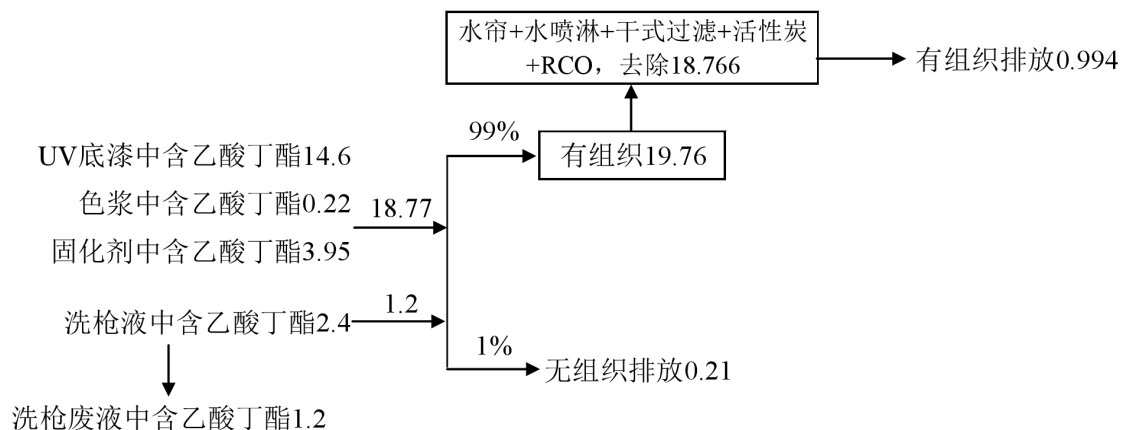 水帘+水喷淋+干式过滤+活性炭
+RCO，去除18.766
有组织排放0.994
99%
有组织19.76
UV底漆中含乙酸丁酯14.6
色浆中含乙酸丁酯0.22
18.77
固化剂中含乙酸丁酯3.95
1.2
洗枪液中含乙酸丁酯2.4
1%
无组织排放0.21
洗枪废液中含乙酸丁酯1.2